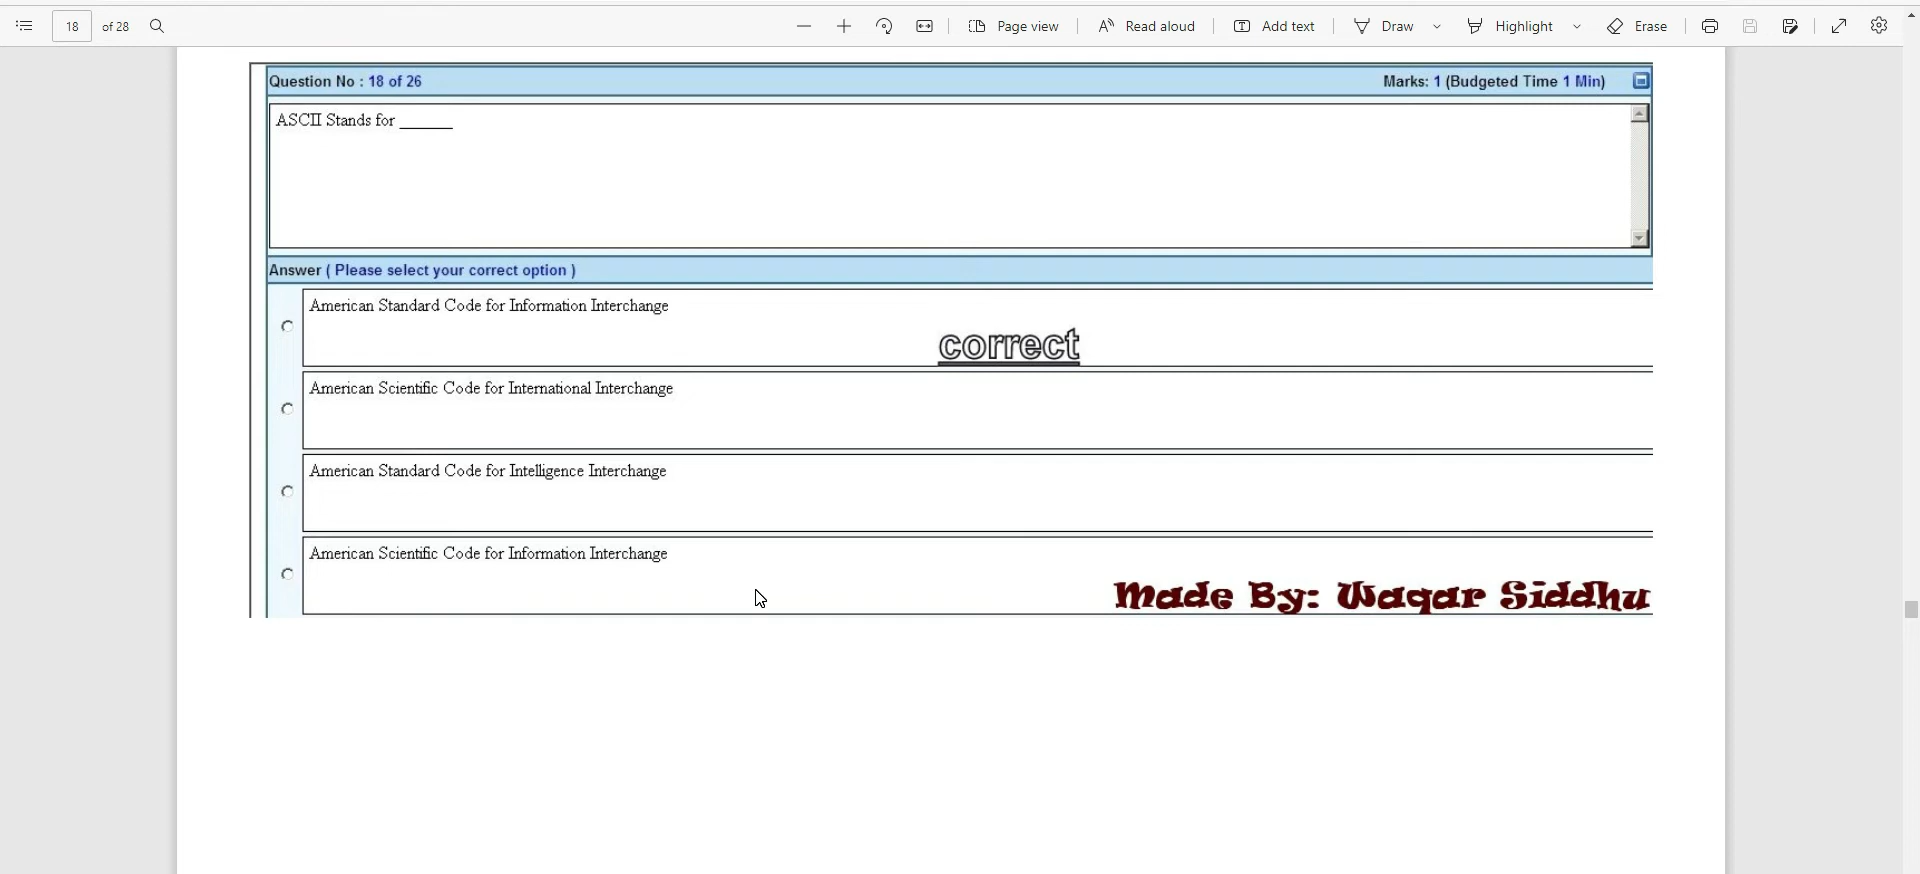 18 of 28 Page view Read aloud Add text Draw Highlight Erase
Question No : 18 of 26 Marks: 1 (Budgeted Time 1 Min)
ASCII Stands for ______
Answer ( Please select your correct option )
American Standard Code for Information Interchange
correct
American Scientific Code for International Interchange
American Standard Code for Intelligence Interchange
American Scientific Code for Information Interchange
Made By: Waqar Siddhu